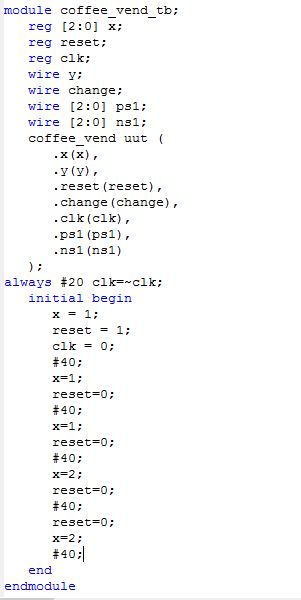 module coffee_vend_tb;
reg [2:0] x;
reg reset;
reg clk;
wire y;
wire change;
wire [2:0] ps1;
wire [2:0] ns1;
coffee_vend uut (
.x(x),
.y(y),
.reset(reset),
.change(change),
.clk(clk),
.ps1(ps1),
.ns1(ns1)
);
always #20 clk=~clk;
initial begin
x = 1;
reset = 1;
clk = 0;
#40;
x=1;
reset=0;
#40;
x=1;
reset=0;
#40;
x=2;
reset=0;
#40;
reset=0;
x=2;
#40;
end
endmodule